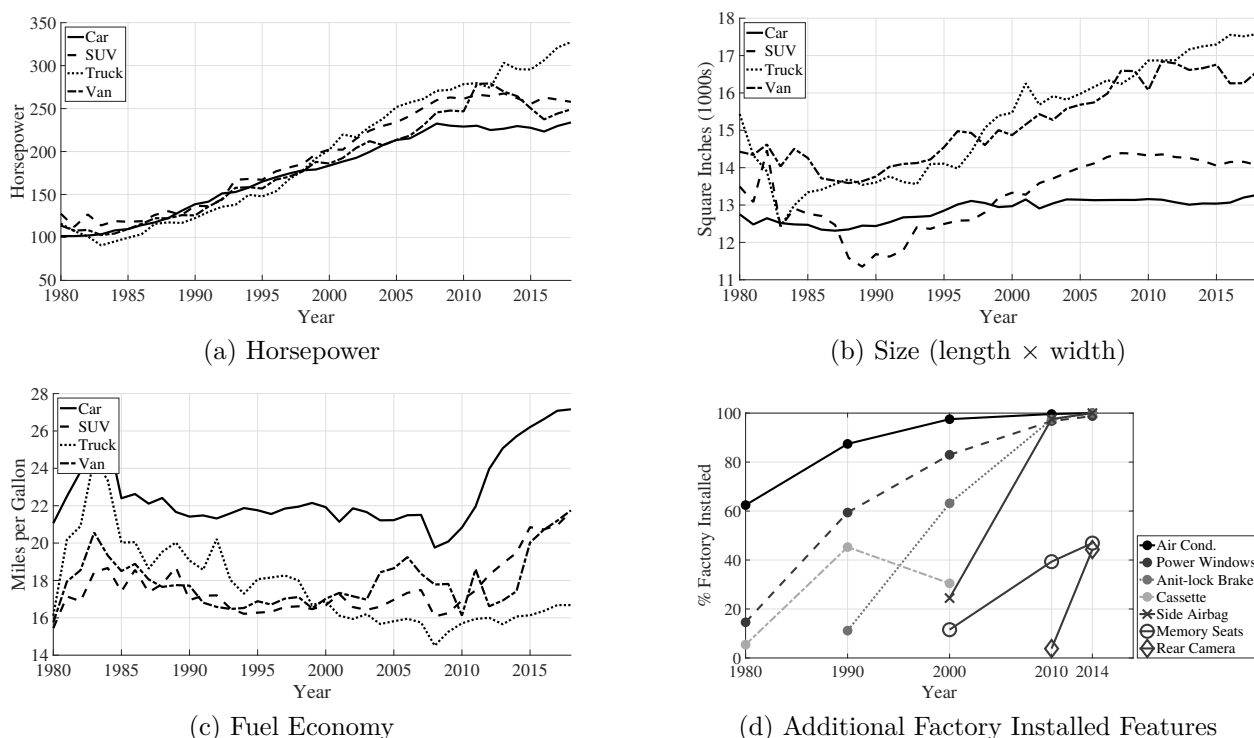 350
300
250
200
150
100
50
Horsepower
Car
SUV
Truck
Van
1980 1985 1990 1995 2000 2005 2010 2015
Year
(a) Horsepower
18
17
16
15
14
13
12
11
Square Inches (1000s)
Car
SUV
Truck
Van
1980 1985 1990 1995 2000 2005 2010 2015
Year
(b) Size (length × width)
28
26
24
22
20
18
16
14
Miles per Gallon
Car
SUV
Truck
Van
1980 1985 1990 1995 2000 2005 2010 2015
Year
(c) Fuel Economy
100
80
60
40
20
0
% Factory Installed
Air Cond.
Power Windows
Anit-lock Brake
Cassette
Side Airbag
Memory Seats
Rear Camera
1980 1990 2000 2010 2014
Year
(d) Additional Factory Installed Features